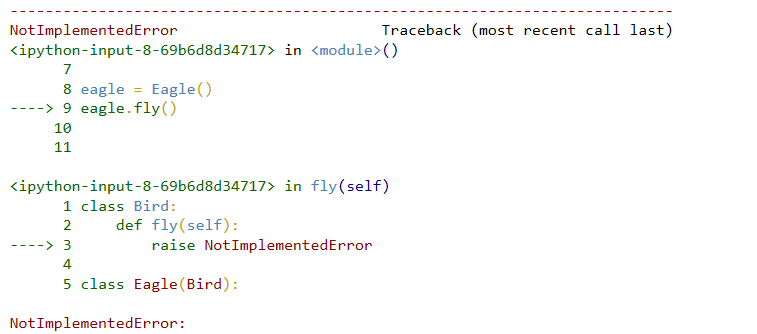 ---------------------------------------------------------------------------
NotImplementedError                       Traceback (most recent call last)
<ipython-input-8-69b6d8d34717> in <module>()
      7
      8 eagle = Eagle()
----> 9 eagle.fly()
     10
     11

<ipython-input-8-69b6d8d34717> in fly(self)
      1 class Bird:
      2     def fly(self):
----> 3         raise NotImplementedError
      4
      5 class Eagle(Bird):

NotImplementedError: